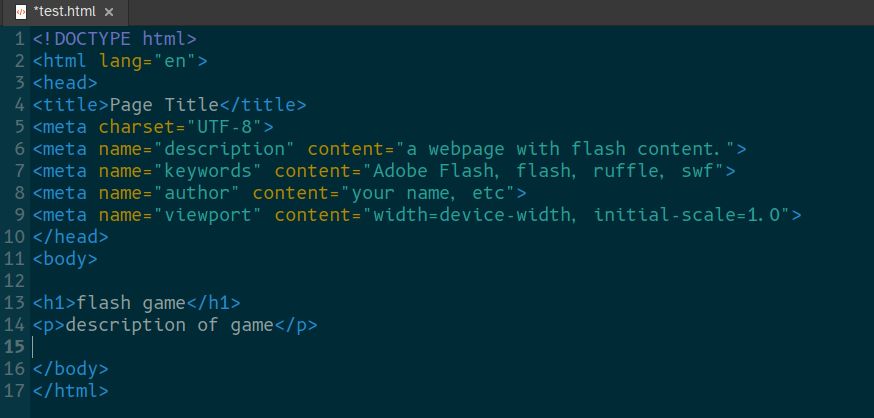 *test.html ×
1 <!DOCTYPE html>
2 <html lang="en">
3 <head>
4 <title>Page Title</title>
5 <meta charset="UTF-8">
6 <meta name="description" content="a webpage with flash content.">
7 <meta name="keywords" content="Adobe Flash, flash, ruffle, swf">
8 <meta name="author" content="your name, etc">
9 <meta name="viewport" content="width=device-width, initial-scale=1.0">
10 </head>
11 <body>
12
13 <h1>flash game</h1>
14 <p>description of game</p>
15
16 </body>
17 </html>